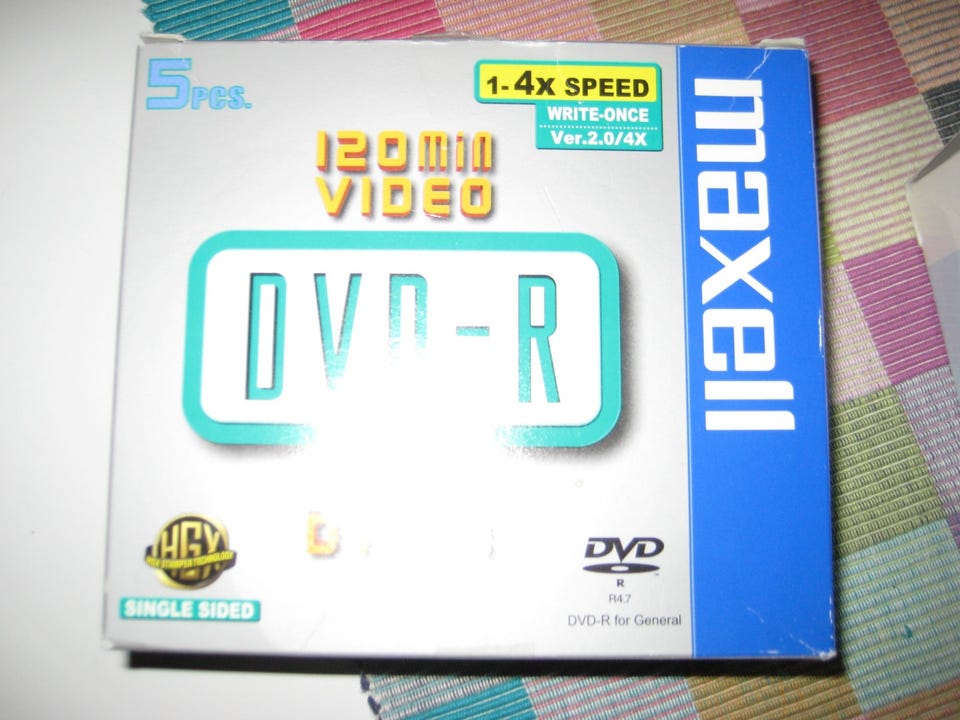 5PCS.
1-4X SPEED
WRITE-ONCE
Ver.2.0/4X
120min
VIDEO
DVD-R
maxell
HGX
SINGLE SIDED
DVD
R
R4.7
DVD-R for General